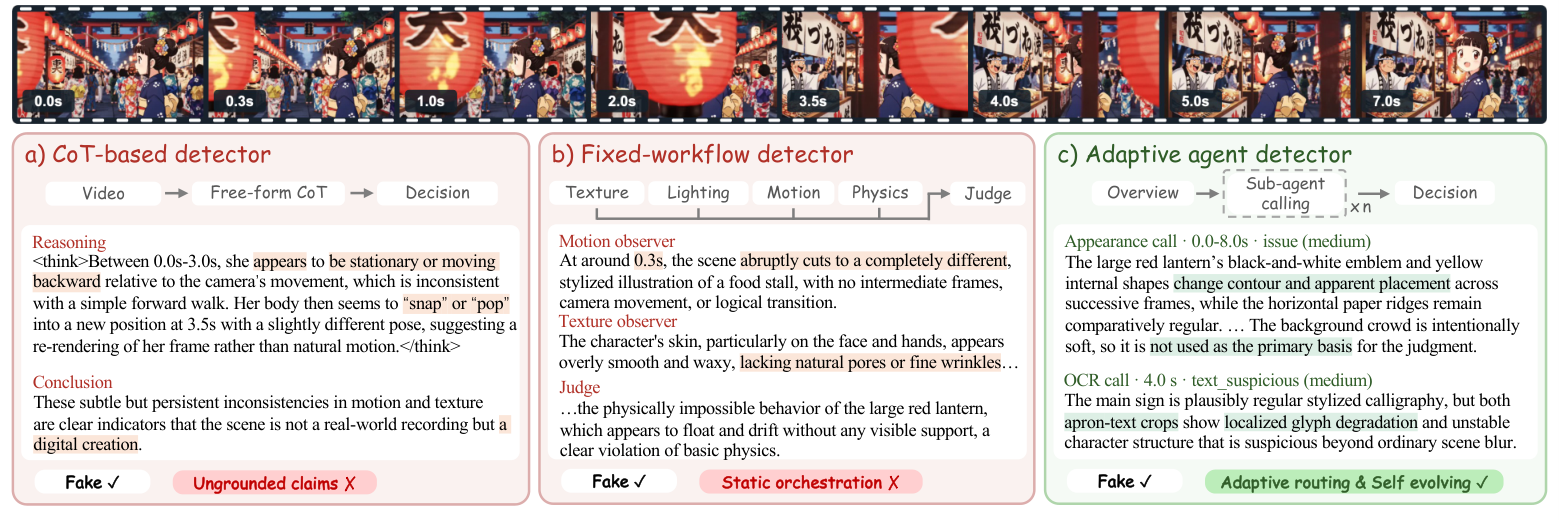 0.0s
0.3s
1.0s
2.0s
3.5s
4.0s
5.0s
7.0s
a) CoT-based detector
Video
Free-form CoT
Decision
Reasoning
<think>Between 0.0s-3.0s, she appears to be stationary or moving
backward relative to the camera's movement, which is inconsistent
with a simple forward walk. Her body then seems to "snap" or "pop"
into a new position at 3.5s with a slightly different pose, suggesting a
re-rendering of her frame rather than natural motion.</think>
Conclusion
These subtle but persistent inconsistencies in motion and texture
are clear indicators that the scene is not a real-world recording but a
digital creation.
Fake ✓
Ungrounded claims ✗
b) Fixed-workflow detector
Texture
Lighting
Motion
Physics
Judge
Motion observer
At around 0.3s, the scene abruptly cuts to a completely different,
stylized illustration of a food stall, with no intermediate frames,
camera movement, or logical transition.
Texture observer
The character's skin, particularly on the face and hands, appears
overly smooth and waxy, lacking natural pores or fine wrinkles…
Judge
…the physically impossible behavior of the large red lantern,
which appears to float and drift without any visible support, a
clear violation of basic physics.
Fake ✓
Static orchestration ✗
c) Adaptive agent detector
Overview
Sub-agent
calling
×n
Decision
Appearance call · 0.0-8.0s · issue (medium)
The large red lantern's black-and-white emblem and yellow
internal shapes change contour and apparent placement across
successive frames, while the horizontal paper ridges remain
comparatively regular. … The background crowd is intentionally
soft, so it is not used as the primary basis for the judgment.
OCR call · 4.0 s · text_suspicious (medium)
The main sign is plausibly regular stylized calligraphy, but both
apron-text crops show localized glyph degradation and unstable
character structure that is suspicious beyond ordinary scene blur.
Fake ✓
Adaptive routing & Self evolving ✓